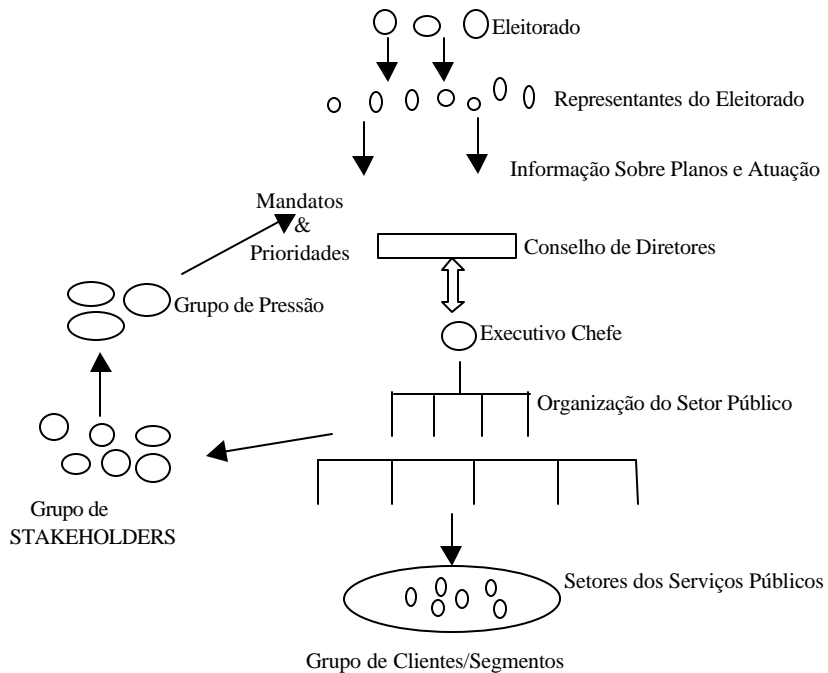 Eleitorado
Representantes do Eleitorado
Informação Sobre Planos e Atuação
Mandatos
&
Prioridades
Conselho de Diretores
Grupo de Pressão
Executivo Chefe
Organização do Setor Público
Grupo de
STAKEHOLDERS
Setores dos Serviços Públicos
Grupo de Clientes/Segmentos